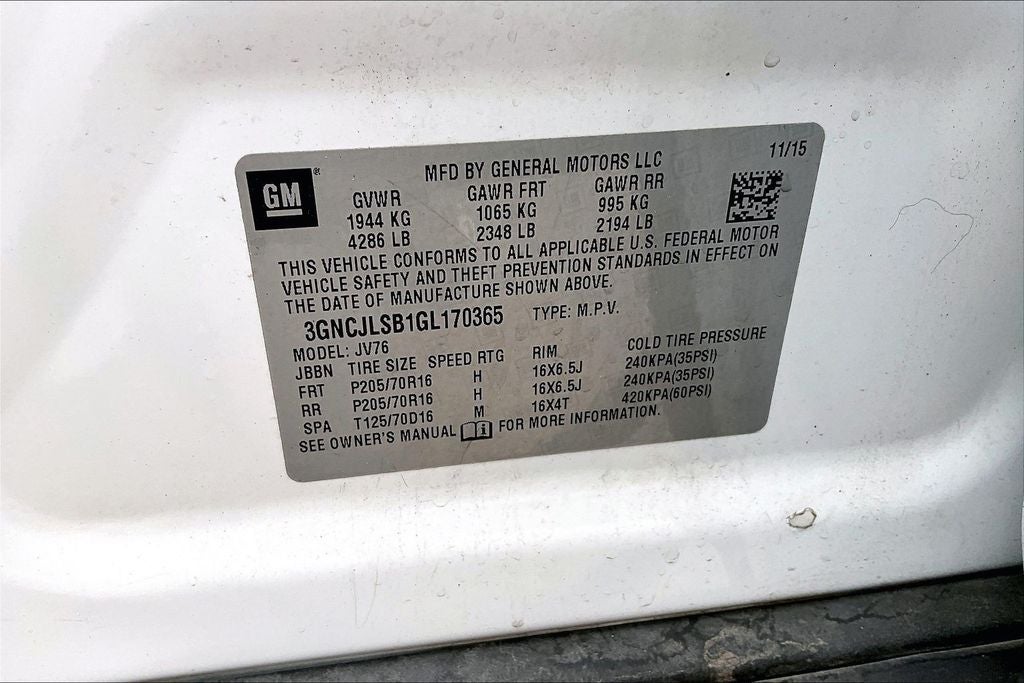 GM ®
MFD BY GENERAL MOTORS LLC 11/15
GVWR GAWR FRT GAWR RR
1944 KG 1065 KG 995 KG
4286 LB 2348 LB 2194 LB
THIS VEHICLE CONFORMS TO ALL APPLICABLE U.S. FEDERAL MOTOR
VEHICLE SAFETY AND THEFT PREVENTION STANDARDS IN EFFECT ON
THE DATE OF MANUFACTURE SHOWN ABOVE.
3GNCJLSB1GL170365 TYPE: M.P.V.
MODEL: JV76
JBBN TIRE SIZE SPEED RTG RIM COLD TIRE PRESSURE
FRT P205/70R16 H 16X6.5J 240KPA(35PSI)
RR P205/70R16 H 16X6.5J 240KPA(35PSI)
SPA T125/70D16 M 16X4T 420KPA(60PSI)
SEE OWNER'S MANUAL FOR MORE INFORMATION.